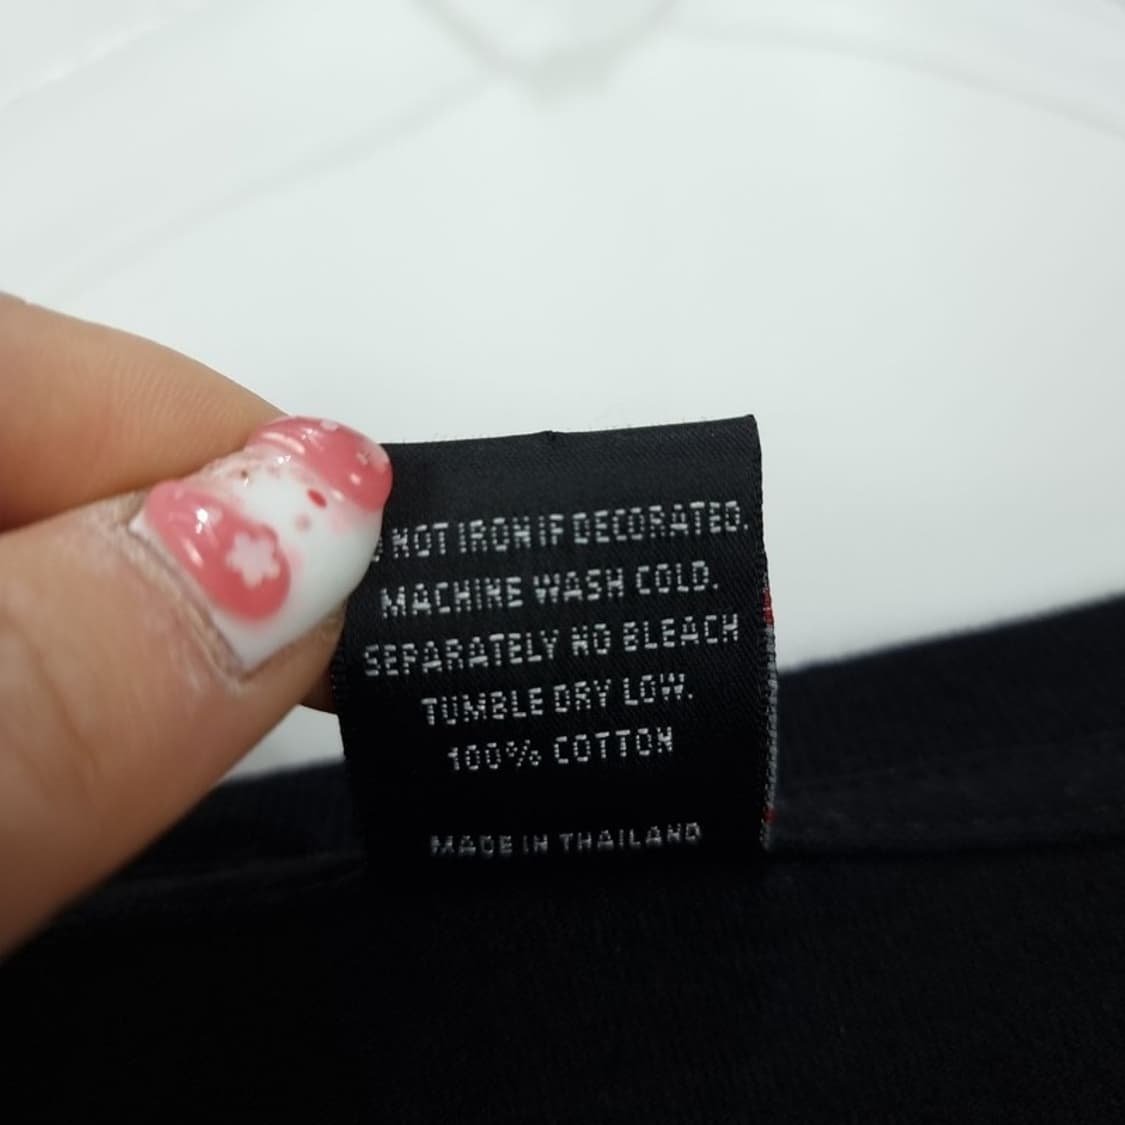 NOT IRON IF DECORATED.
MACHINE WASH COLD.
SEPARATELY NO BLEACH
TUMBLE DRY LOW.
100% COTTON
MADE IN THAILAND